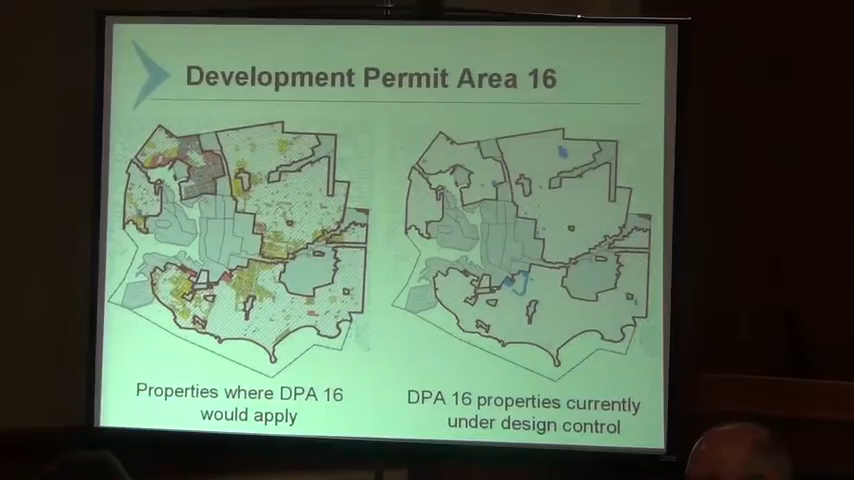 Development Permit Area 16
Properties where DPA 16
would apply
DPA 16 properties currently
under design control